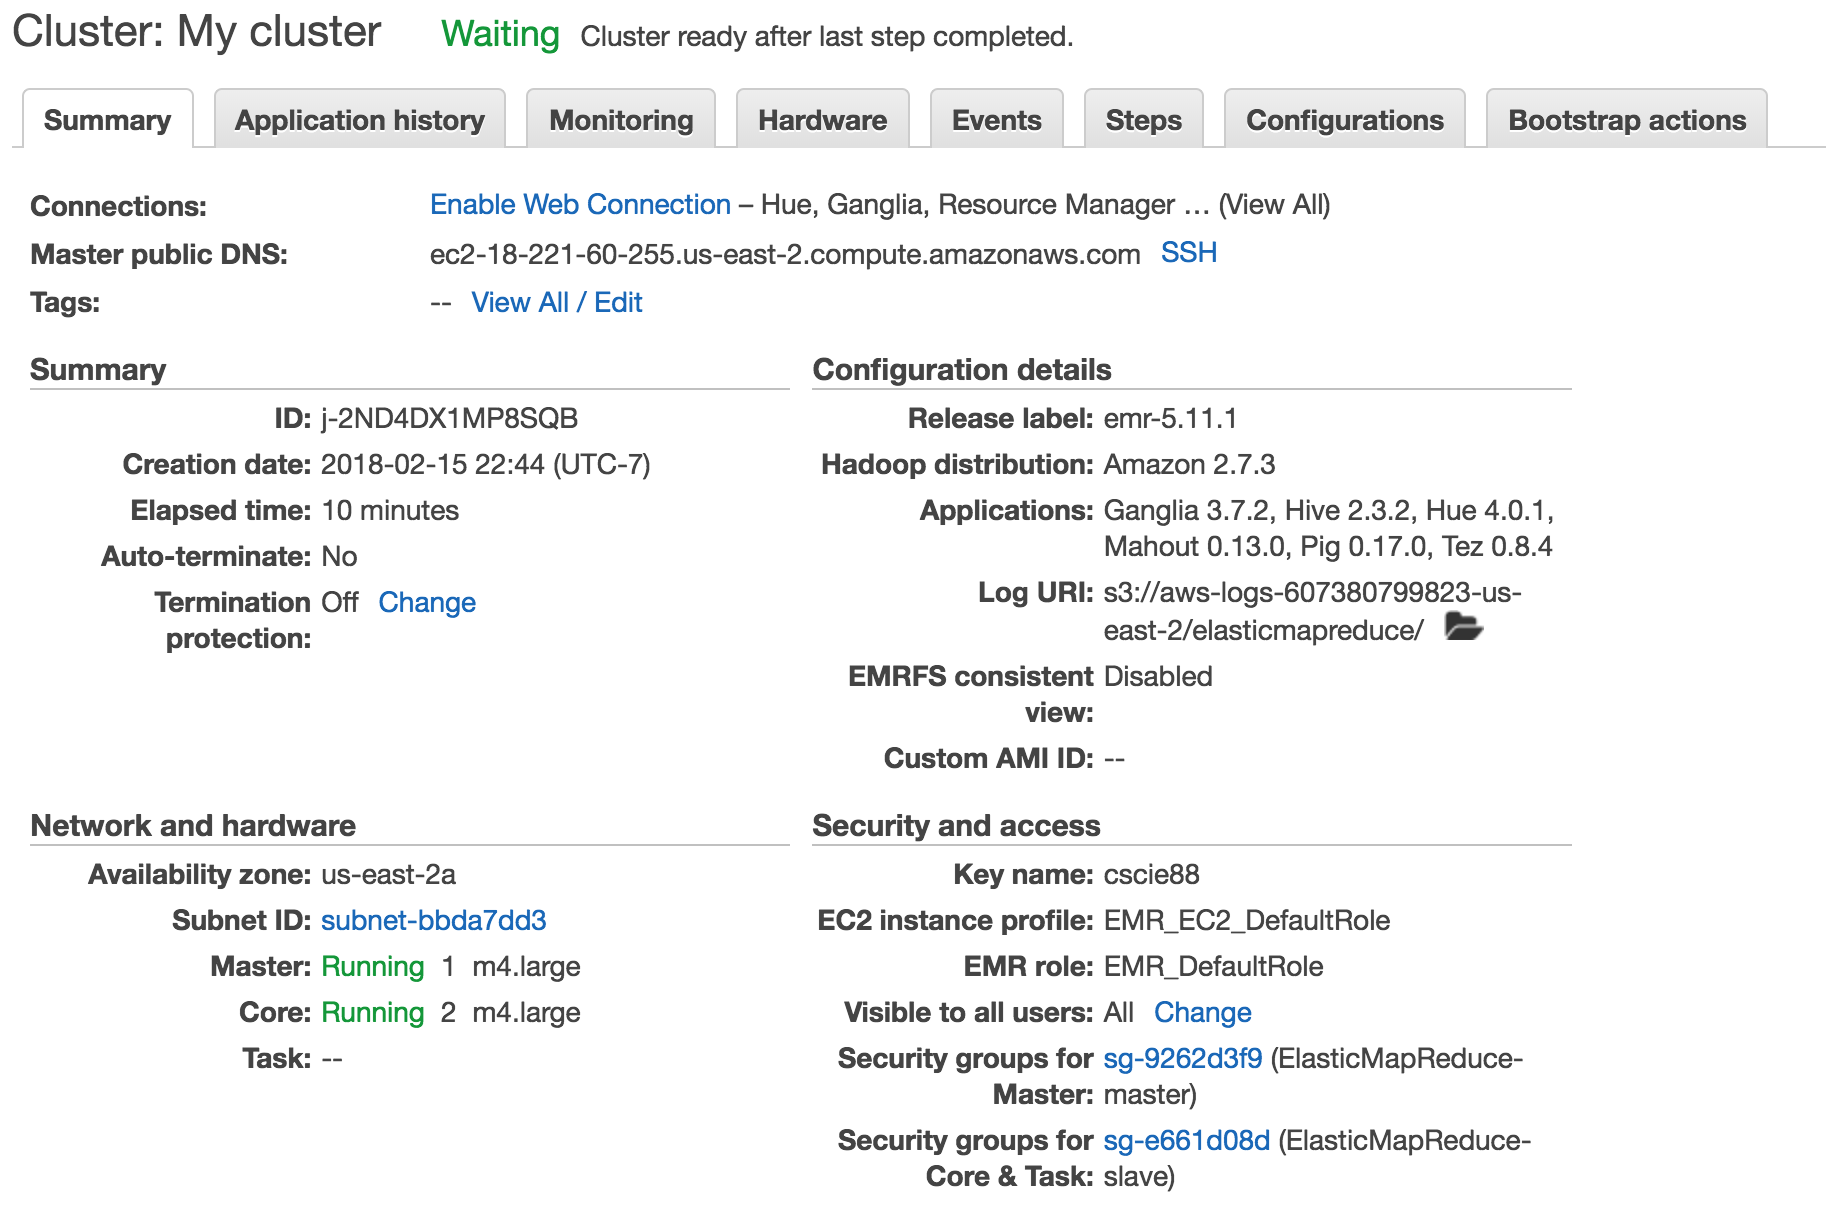 Cluster: My cluster Waiting Cluster ready after last step completed.
Summary Application history Monitoring Hardware Events Steps Configurations Bootstrap actions
Connections: Enable Web Connection – Hue, Ganglia, Resource Manager … (View All)
Master public DNS: ec2-18-221-60-255.us-east-2.compute.amazonaws.com SSH
Tags: -- View All / Edit
Summary
ID: j-2ND4DX1MP8SQB
Creation date: 2018-02-15 22:44 (UTC-7)
Elapsed time: 10 minutes
Auto-terminate: No
Termination Off Change
protection:
Configuration details
Release label: emr-5.11.1
Hadoop distribution: Amazon 2.7.3
Applications: Ganglia 3.7.2, Hive 2.3.2, Hue 4.0.1,
Mahout 0.13.0, Pig 0.17.0, Tez 0.8.4
Log URI: s3://aws-logs-607380799823-us-
east-2/elasticmapreduce/
EMRFS consistent Disabled
view:
Custom AMI ID: --
Network and hardware
Availability zone: us-east-2a
Subnet ID: subnet-bbda7dd3
Master: Running 1 m4.large
Core: Running 2 m4.large
Task: --
Security and access
Key name: cscie88
EC2 instance profile: EMR_EC2_DefaultRole
EMR role: EMR_DefaultRole
Visible to all users: All Change
Security groups for sg-9262d3f9 (ElasticMapReduce-
Master: master)
Security groups for sg-e661d08d (ElasticMapReduce-
Core & Task: slave)